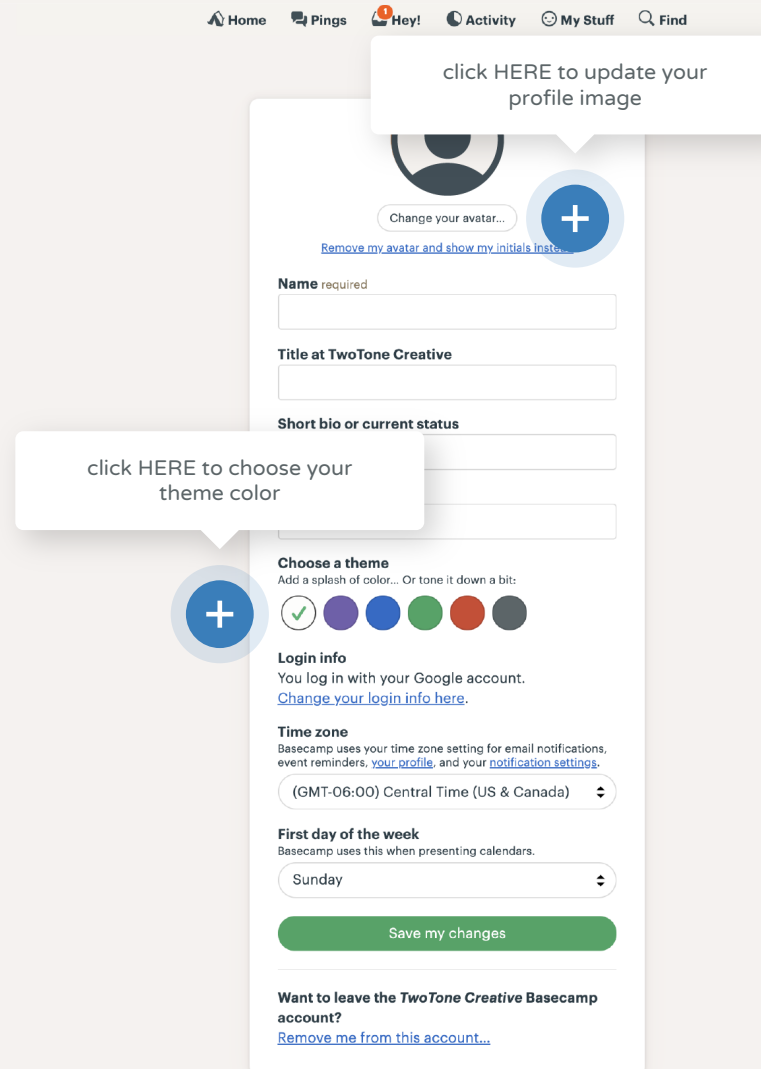 Home Pings 1 Hey! Activity My Stuff Find
click HERE to update your
profile image
Change your avatar...
Remove my avatar and show my initials
Name required
Title at TwoTone Creative
Short bio or current status
click HERE to choose your
theme color
Choose a theme
Add a splash of color... Or tone it down a bit:
Login info
You log in with your Google account.
Change your login info here.
Time zone
Basecamp uses your time zone setting for email notifications,
event reminders, your profile, and your notification settings.
(GMT-06:00) Central Time (US & Canada)
First day of the week
Basecamp uses this when presenting calendars.
Sunday
Save my changes
Want to leave the TwoTone Creative Basecamp
account?
Remove me from this account...